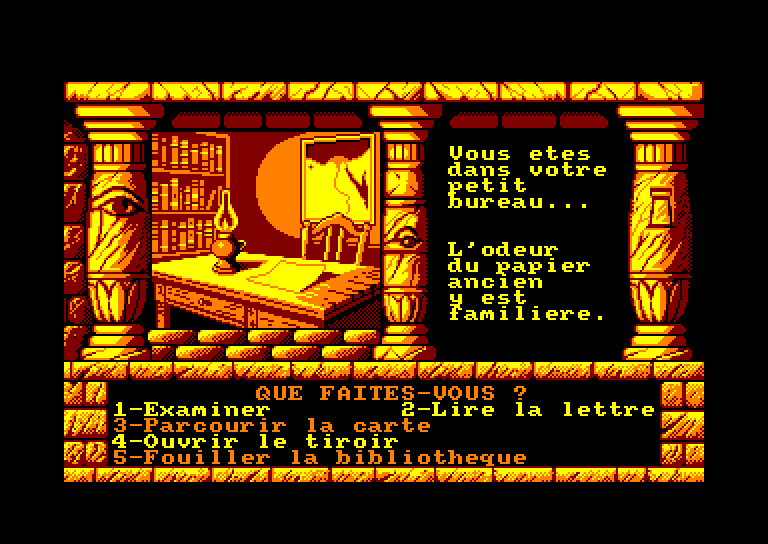 Vous etes
dans votre
petit
bureau...
L'odeur
du papier
ancien
y est
familiere.
QUE FAITES-VOUS ?
1-Examiner 2-Lire la lettre
3-Parcourir la carte
4-Ouvrir le tiroir
5-Fouiller la bibliotheque